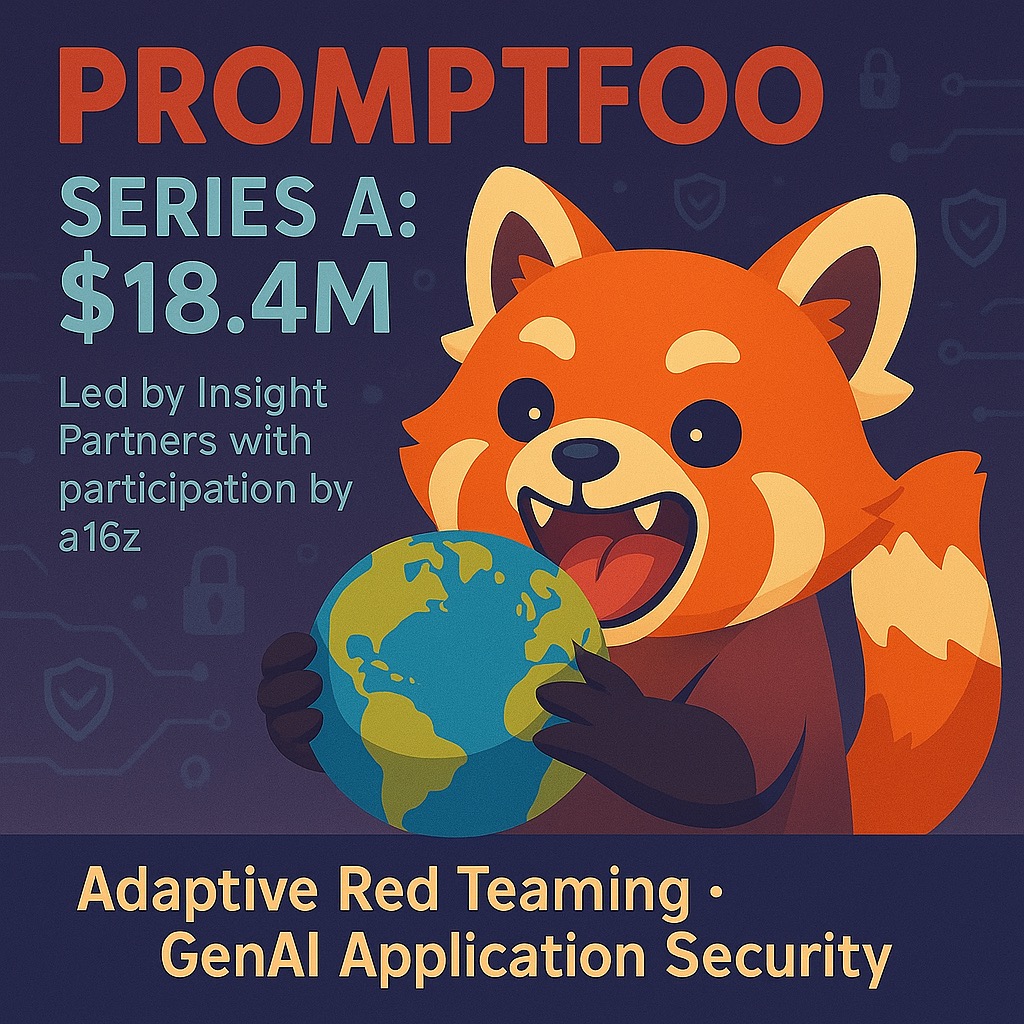 PROMPTFOO
SERIES A:
$18.4M
Led by Insight
Partners with
participation by
a16z
Adaptive Red Teaming ·
GenAI Application Security